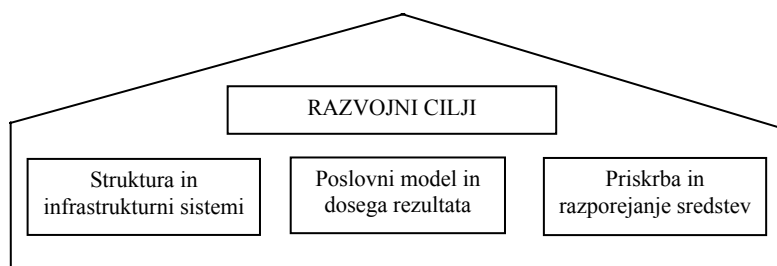 RAZVOJNI CILJI
Struktura in
infrastrukturni sistemi
Poslovni model in
dosega rezultata
Priskrba in
razporejanje sredstev